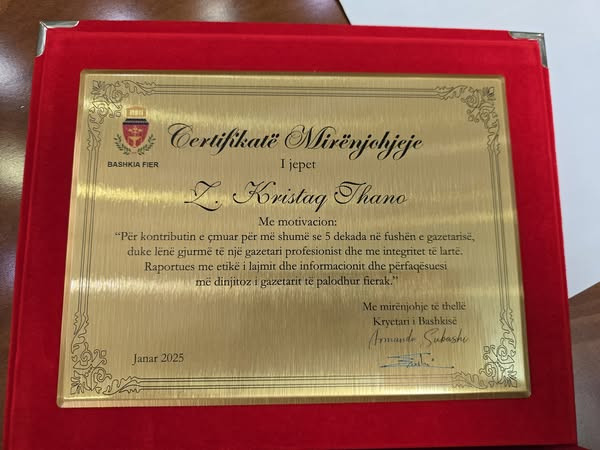 BASHKIA FIER
Certifikatë Mirënjohjeje
I jepet
Z. Kristaq Thano
Me motivacion:
“Për kontributin e çmuar për më shumë se 5 dekada në fushën e gazetarisë,
duke lënë gjurmë të një gazetari profesionist dhe me integritet të lartë.
Raportues me etikë i lajmit dhe informacionit dhe përfaqësues
më dinjitoz i gazetarit të palodhur fierak.”
Me mirënjohje të thellë
Kryetari i Bashkisë
Armando Subashi
Janar 2025